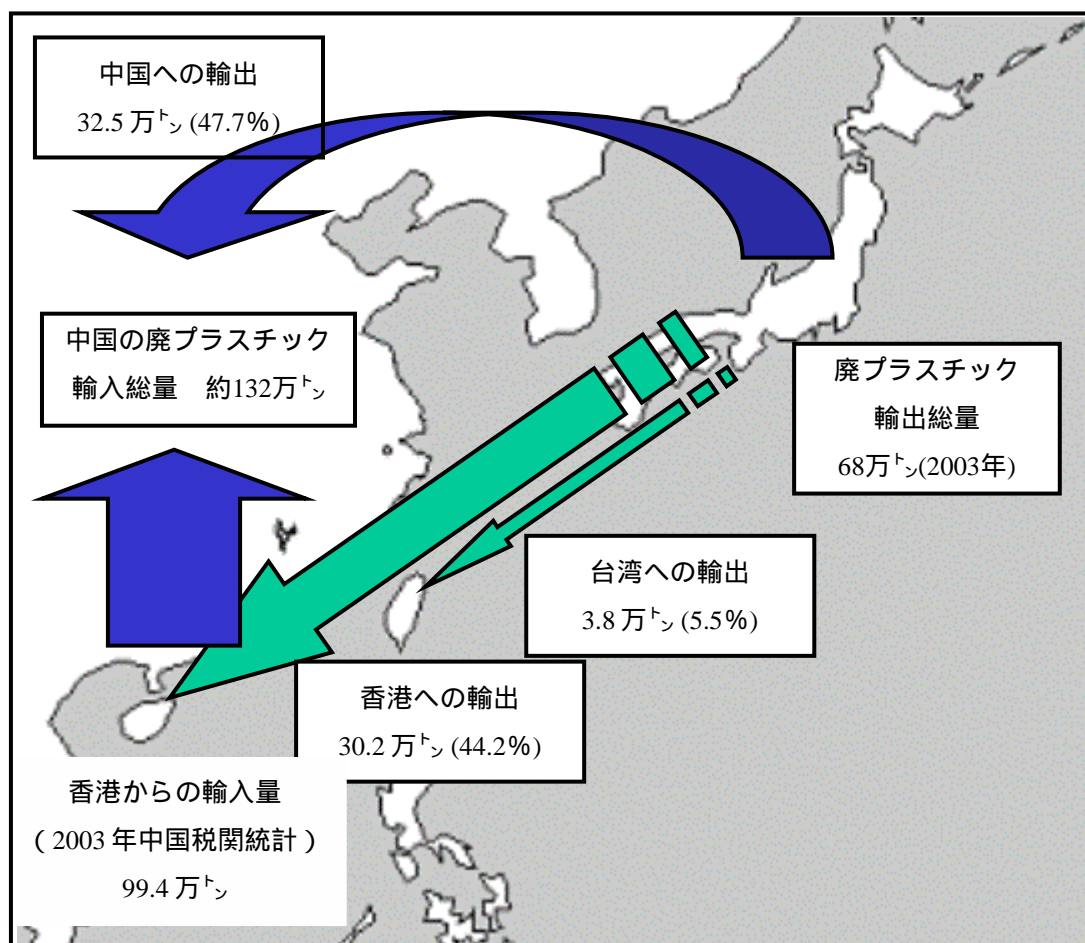 中国への輸出
32.5 万㌧ (47.7%)
中国の廃プラスチック
輸入総量　約132万㌧
廃プラスチック
輸出総量
68万㌧(2003年)
台湾への輸出
3.8 万㌧ (5.5%)
香港への輸出
30.2 万㌧ (44.2%)
香港からの輸入量
( 2003 年中国税関統計 )
99.4 万㌧